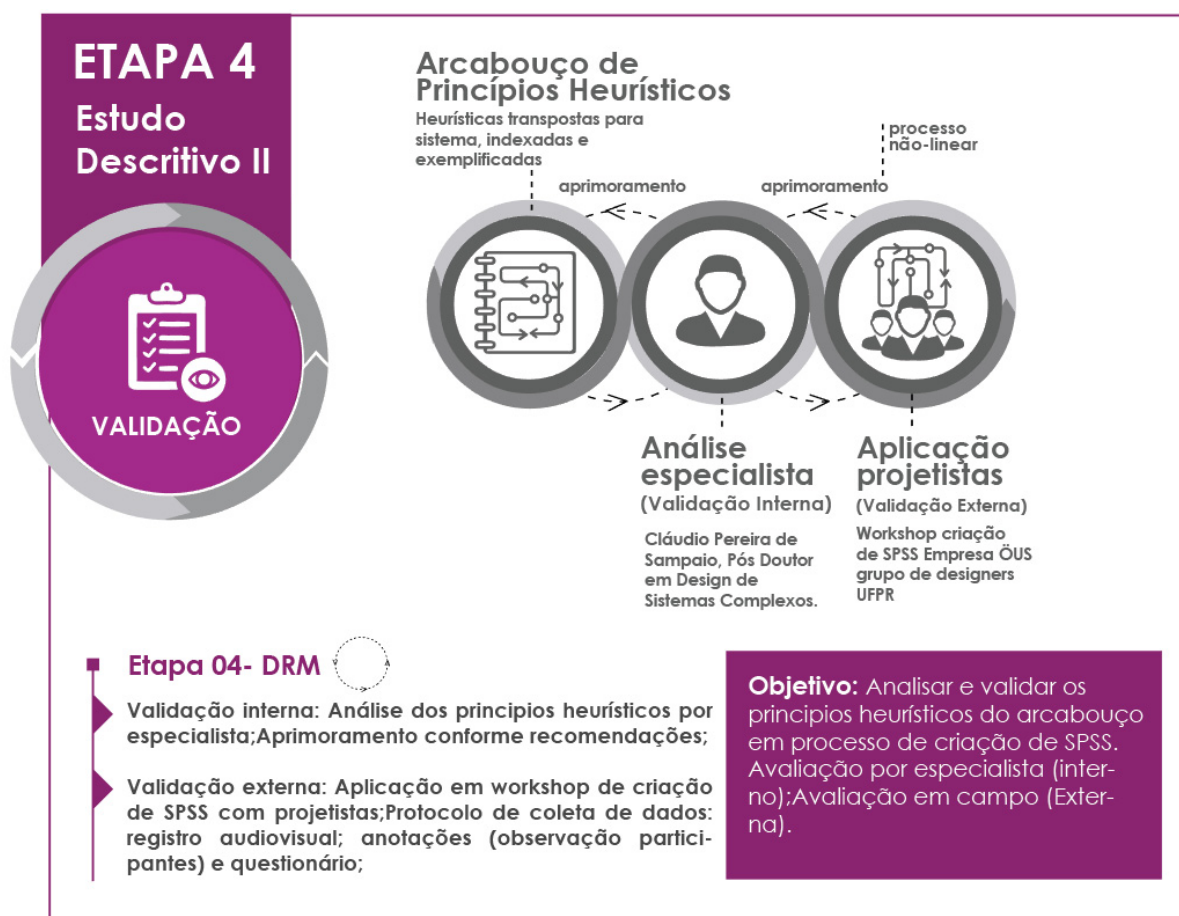 ETAPA 4
Estudo
Descritivo II
VALIDAÇÃO
Arcabouço de
Princípios Heurísticos
Heurísticas transpostas para
sistema, indexadas e
exemplificadas
processo
não-linear
aprimoramento
aprimoramento
Análise
especialista
(Validação Interna)
Cláudio Pereira de
Sampaio, Pós Doutor
em Design de
Sistemas Complexos.
Aplicação
projetistas
(Validação Externa)
Workshop criação
de SPSS Empresa ÖUS
grupo de designers
UFPR
Etapa 04- DRM
Validação interna: Análise dos principios heurísticos por
especialista;Aprimoramento conforme recomendações;
Validação externa: Aplicação em workshop de criação
de SPSS com projetistas;Protocolo de coleta de dados:
registro audiovisual; anotações (observação partici-
pantes) e questionário;
Objetivo: Analisar e validar os
principios heurísticos do arcabouço
em processo de criação de SPSS.
Avaliação por especialista (inter-
no);Avaliação em campo (Exter-
na).